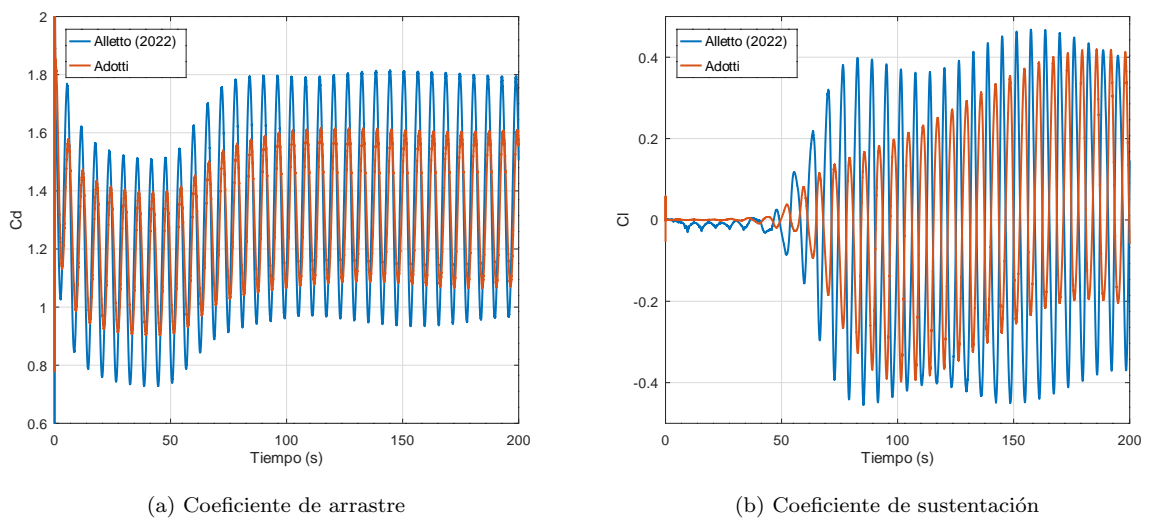 Alletto (2022)
Adotti
2
1.8
1.6
1.4
1.2
1
0.8
0.6
Cd
0 50 100 150 200
Tiempo (s)
(a) Coeficiente de arrastre
Alletto (2022)
Adotti
0.4
0.2
0
-0.2
-0.4
Cl
0 50 100 150 200
Tiempo (s)
(b) Coeficiente de sustentación